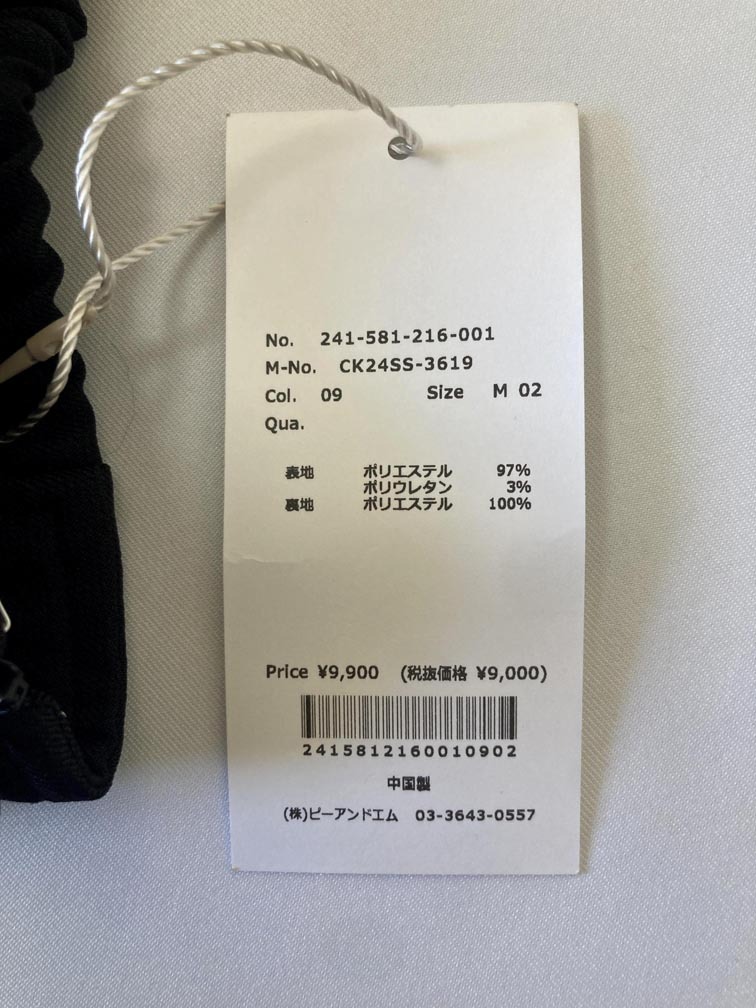 No. 241-581-216-001
M-No. CK24SS-3619
Col. 09 Size M 02
Qua.
表地 ポリエステル 97%
ポリウレタン 3%
裏地 ポリエステル 100%
Price ¥9,900 (税抜価格 ¥9,000)
2415812160010902
中国製
(株)ピーアンドエム 03-3643-0557